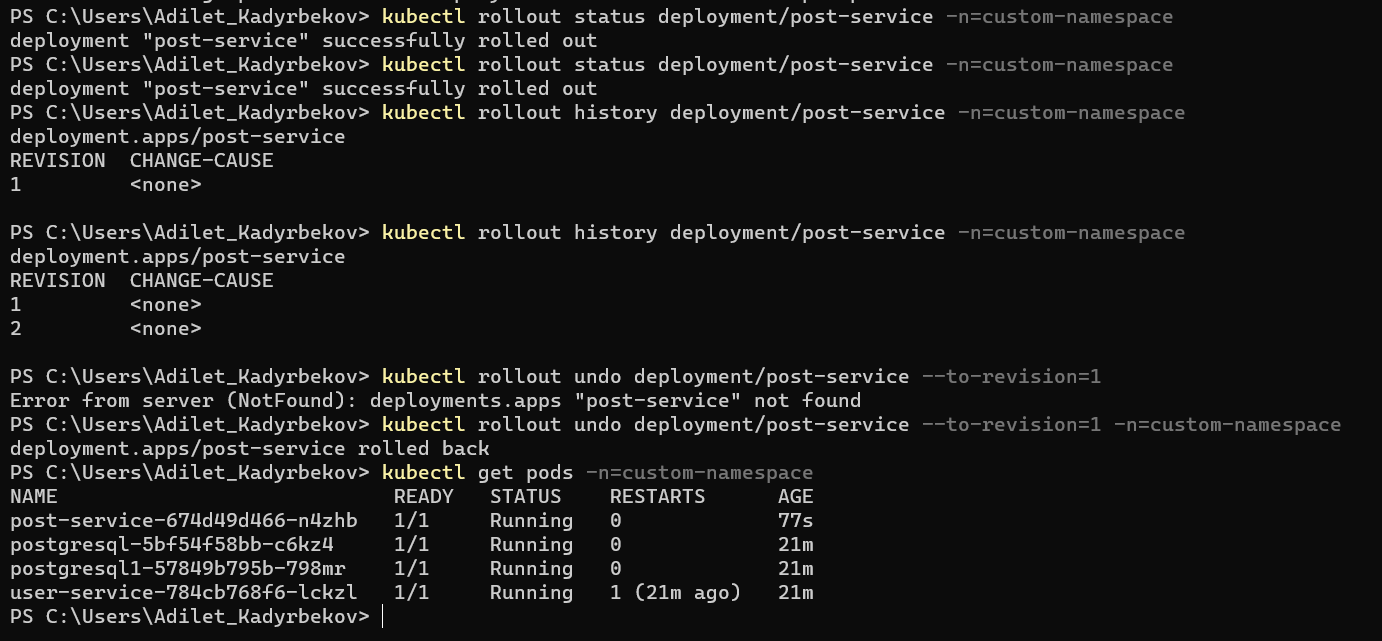 PS C:\Users\Adilet_Kadyrbekov> kubectl rollout status deployment/post-service -n=custom-namespace
deployment "post-service" successfully rolled out
PS C:\Users\Adilet_Kadyrbekov> kubectl rollout status deployment/post-service -n=custom-namespace
deployment "post-service" successfully rolled out
PS C:\Users\Adilet_Kadyrbekov> kubectl rollout history deployment/post-service -n=custom-namespace
deployment.apps/post-service
REVISION  CHANGE-CAUSE
1         <none>

PS C:\Users\Adilet_Kadyrbekov> kubectl rollout history deployment/post-service -n=custom-namespace
deployment.apps/post-service
REVISION  CHANGE-CAUSE
1         <none>
2         <none>

PS C:\Users\Adilet_Kadyrbekov> kubectl rollout undo deployment/post-service --to-revision=1
Error from server (NotFound): deployments.apps "post-service" not found
PS C:\Users\Adilet_Kadyrbekov> kubectl rollout undo deployment/post-service --to-revision=1 -n=custom-namespace
deployment.apps/post-service rolled back
PS C:\Users\Adilet_Kadyrbekov> kubectl get pods -n=custom-namespace
NAME                            READY   STATUS    RESTARTS      AGE
post-service-674d49d466-n4zhb   1/1     Running   0             77s
postgresql-5bf54f58bb-c6kz4     1/1     Running   0             21m
postgresql1-57849b795b-798mr    1/1     Running   0             21m
user-service-784cb768f6-lckzl   1/1     Running   1 (21m ago)   21m
PS C:\Users\Adilet_Kadyrbekov>